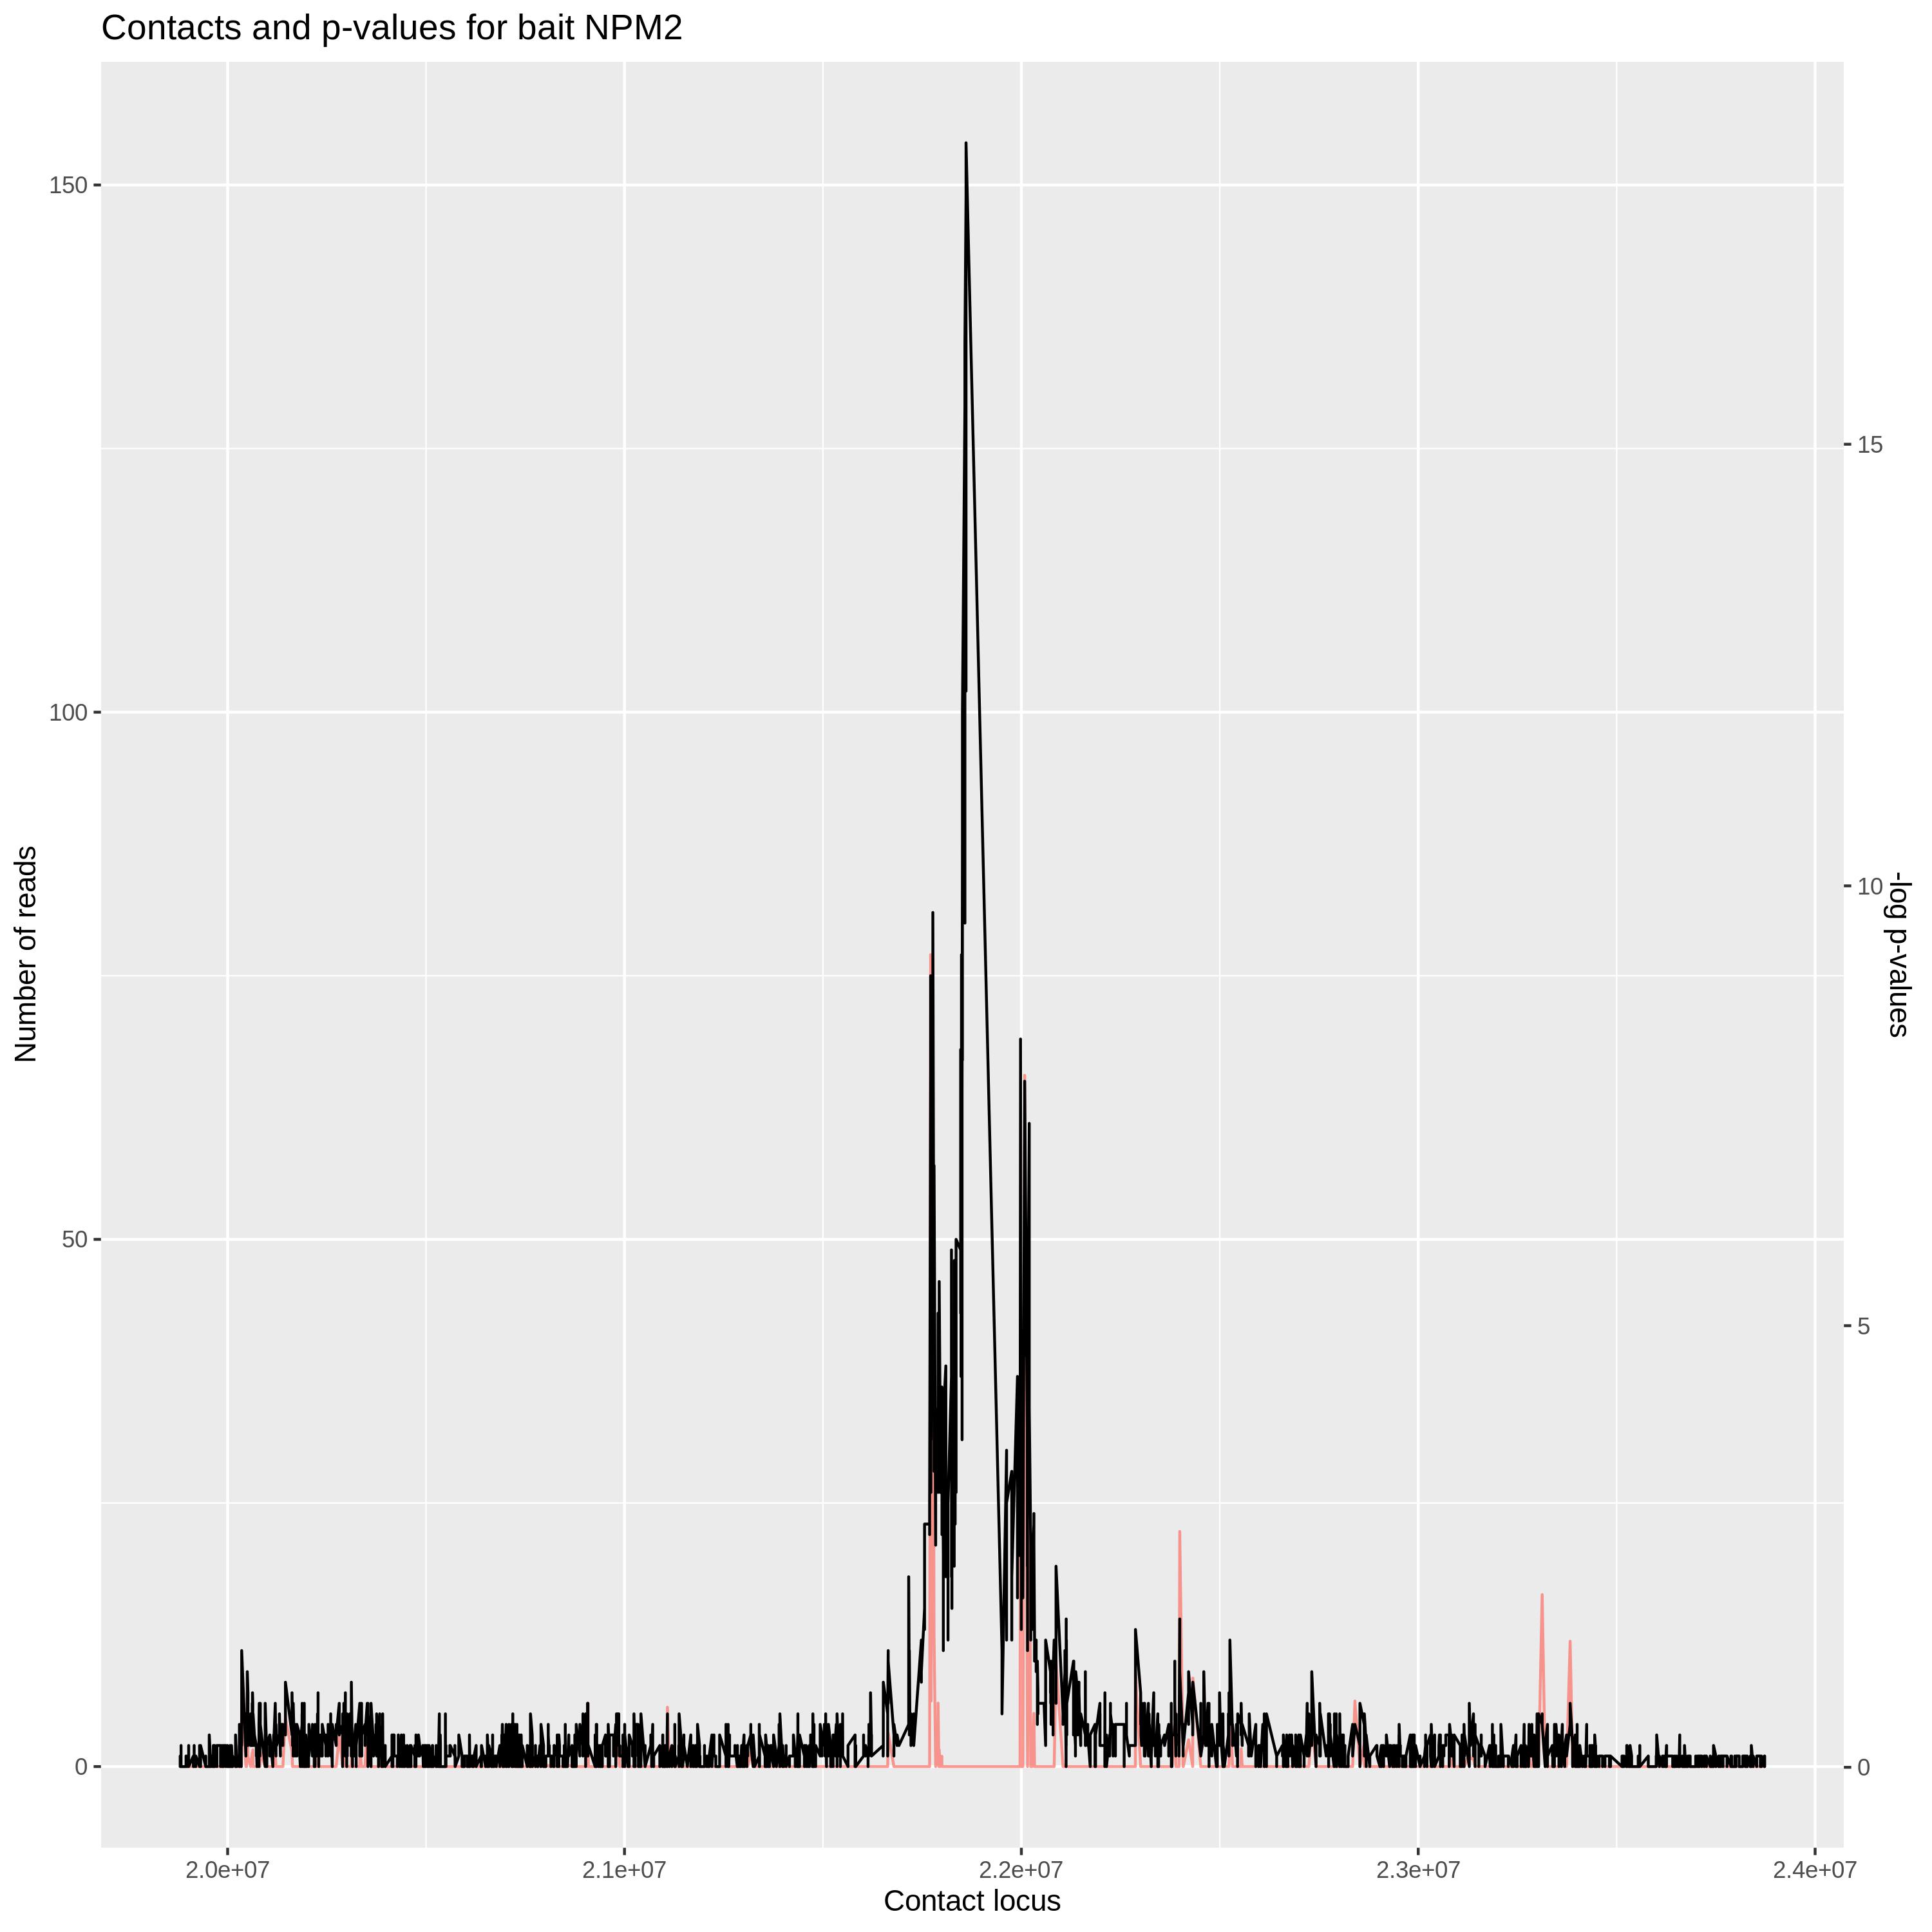 Contacts and p-values for bait NPM2
150
100
50
0
Number of reads
15
10
5
0
-log p-values
2.0e+07
2.1e+07
2.2e+07
2.3e+07
2.4e+07
Contact locus